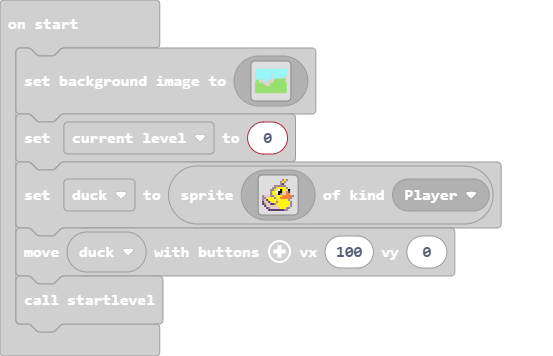 on start
set background image to
set current level to 0
set duck to sprite of kind Player
move duck with buttons vx 100 vy 0
call startlevel